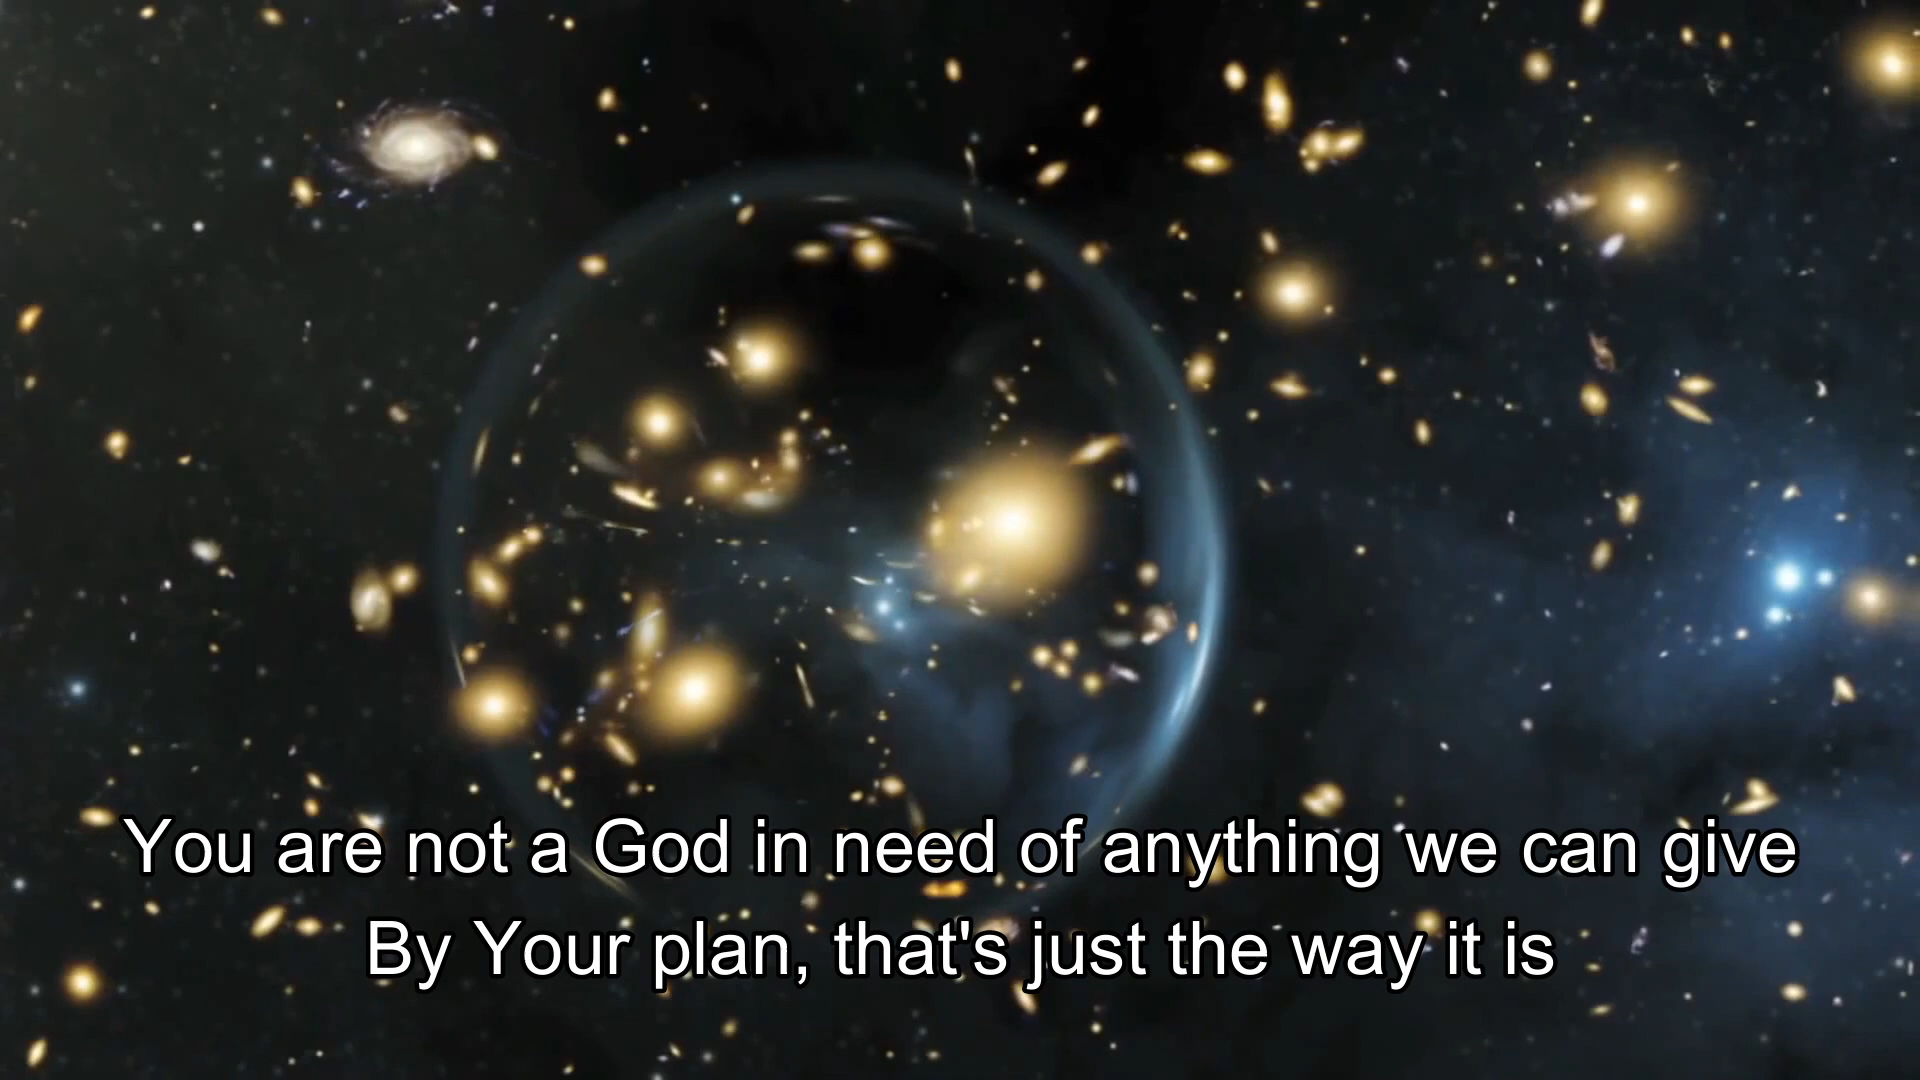 You are not a God in need of anything we can give
By Your plan, that's just the way it is